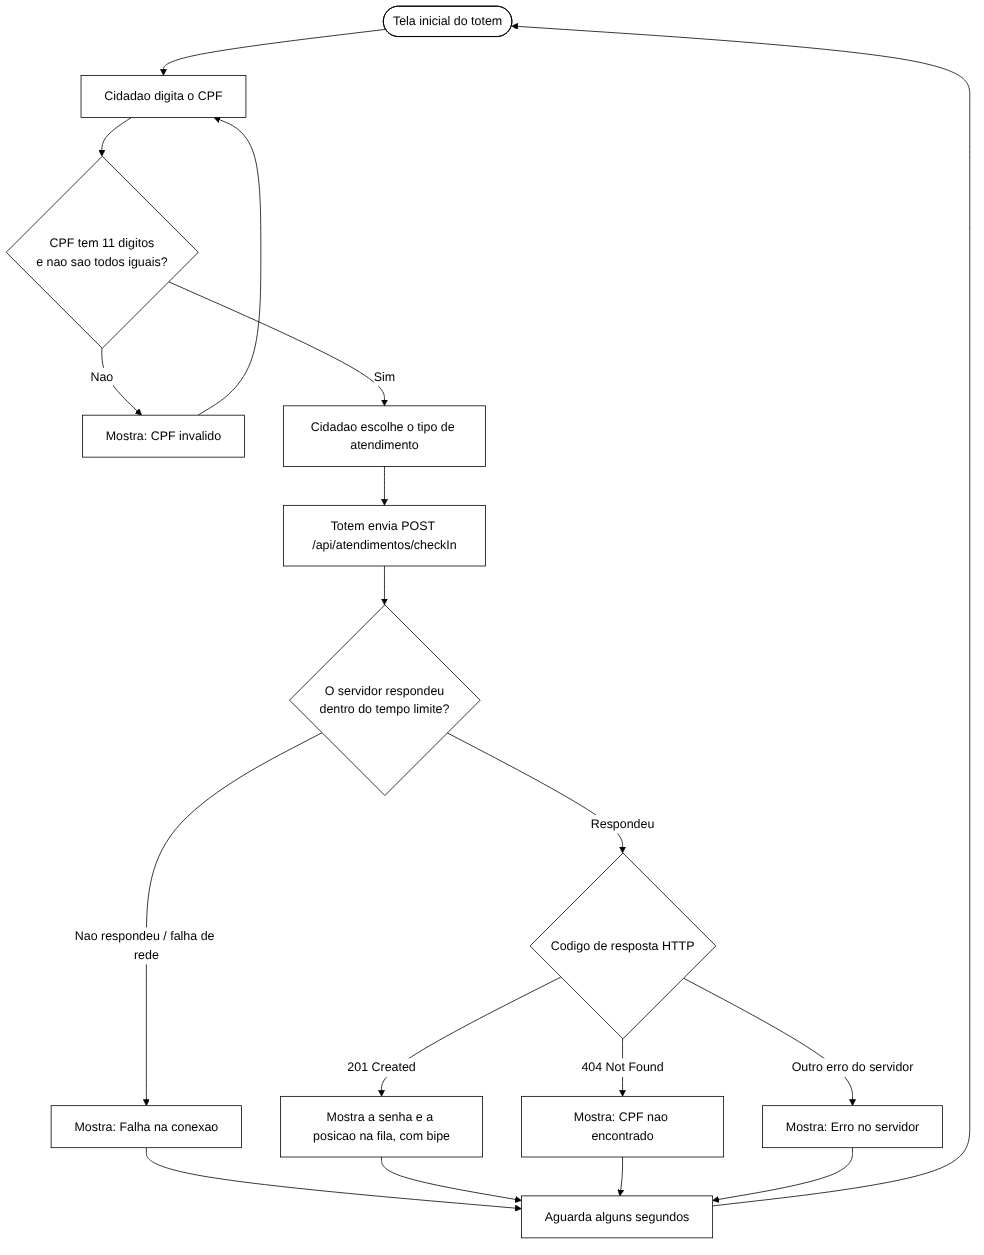 Tela inicial do totem
Cidadao digita o CPF
CPF tem 11 digitos
e nao sao todos iguais?
Nao
Sim
Mostra: CPF invalido
Cidadao escolhe o tipo de
atendimento
Totem envia POST
/api/atendimentos/checkIn
O servidor respondeu
dentro do tempo limite?
Respondeu
Nao respondeu / falha de
rede
Codigo de resposta HTTP
201 Created
404 Not Found
Outro erro do servidor
Mostra: Falha na conexao
Mostra a senha e a
posicao na fila, com bipe
Mostra: CPF nao
encontrado
Mostra: Erro no servidor
Aguarda alguns segundos